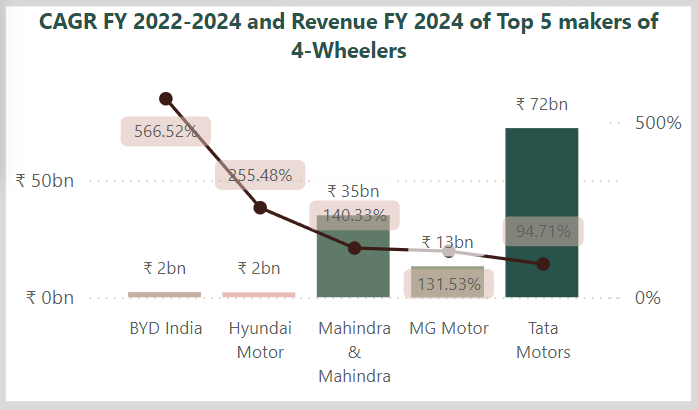 CAGR FY 2022-2024 and Revenue FY 2024 of Top 5 makers of
4-Wheelers
₹ 72bn
500%
566.52%
255.48%
₹ 50bn
₹ 35bn
140.33%
94.71%
₹ 13bn
₹ 2bn
₹ 2bn
131.53%
₹ 0bn
0%
BYD India
Hyundai
Motor
Mahindra
&
Mahindra
MG Motor
Tata
Motors